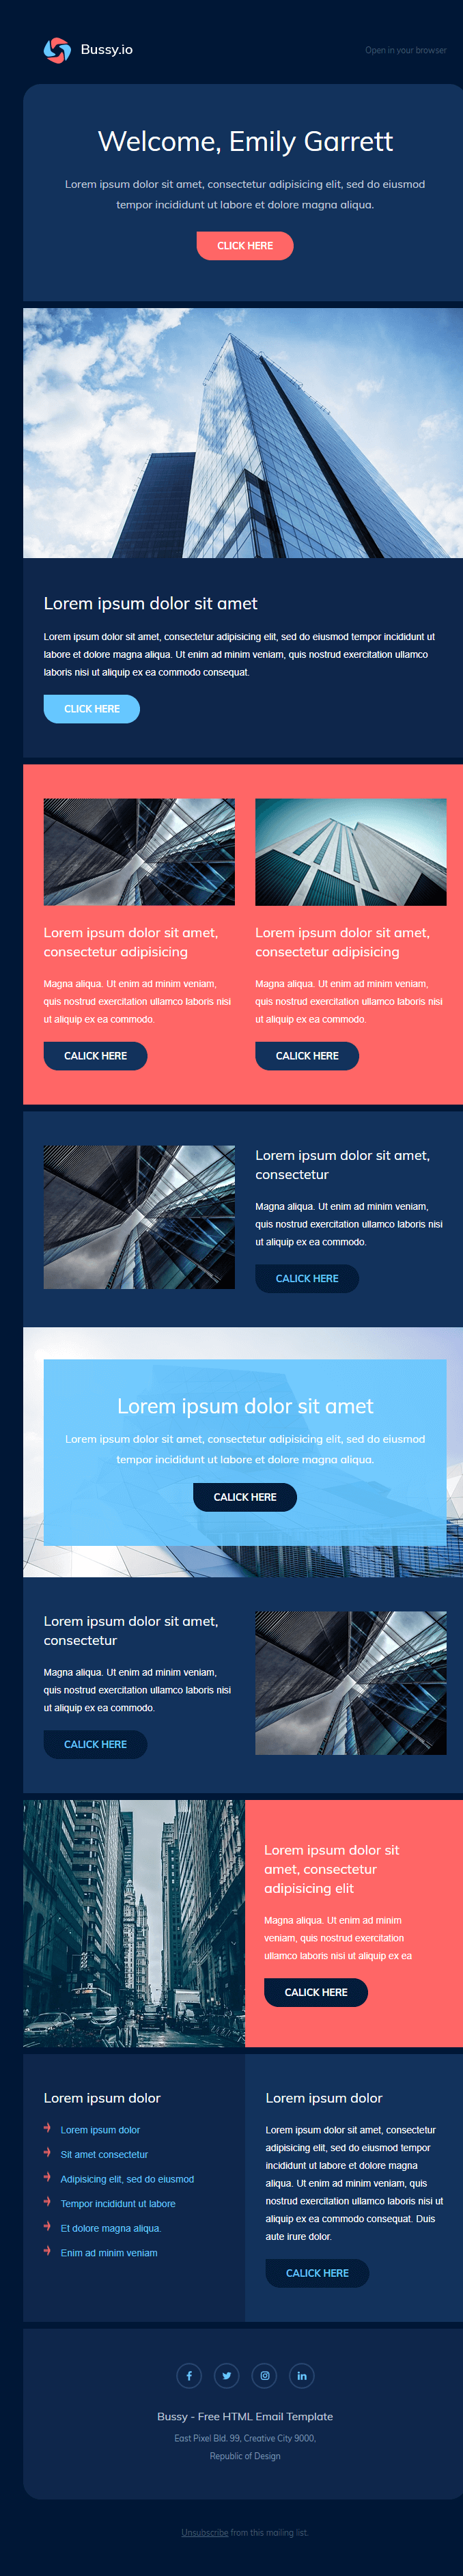 Bussy.io
Open in your browser
Welcome, Emily Garrett
Lorem ipsum dolor sit amet, consectetur adipisicing elit, sed do eiusmod
tempor incididunt ut labore et dolore magna aliqua.
CLICK HERE
Lorem ipsum dolor sit amet
Lorem ipsum dolor sit amet, consectetur adipisicing elit, sed do eiusmod tempor incididunt ut
labore et dolore magna aliqua. Ut enim ad minim veniam, quis nostrud exercitation ullamco
laboris nisi ut aliquip ex ea commodo consequat.
CLICK HERE
Lorem ipsum dolor sit amet,
consectetur adipisicing
Magna aliqua. Ut enim ad minim veniam,
quis nostrud exercitation ullamco laboris nisi
ut aliquip ex ea commodo.
CALICK HERE
Lorem ipsum dolor sit amet,
consectetur adipisicing
Magna aliqua. Ut enim ad minim veniam,
quis nostrud exercitation ullamco laboris nisi
ut aliquip ex ea commodo.
CALICK HERE
Lorem ipsum dolor sit amet,
consectetur
Magna aliqua. Ut enim ad minim veniam,
quis nostrud exercitation ullamco laboris nisi
ut aliquip ex ea commodo.
CALICK HERE
Lorem ipsum dolor sit amet
Lorem ipsum dolor sit amet, consectetur adipisicing elit, sed do eiusmod
tempor incididunt ut labore et dolore magna aliqua.
CALICK HERE
Lorem ipsum dolor sit amet,
consectetur
Magna aliqua. Ut enim ad minim veniam,
quis nostrud exercitation ullamco laboris nisi
ut aliquip ex ea commodo.
CALICK HERE
Lorem ipsum dolor sit
amet, consectetur
adipisicing elit
Magna aliqua. Ut enim ad minim
veniam, quis nostrud exercitation
ullamco laboris nisi ut aliquip ex ea
CALICK HERE
Lorem ipsum dolor
Lorem ipsum dolor
Sit amet consectetur
Adipisicing elit, sed do eiusmod
Tempor incididunt ut labore
Et dolore magna aliqua.
Enim ad minim veniam
Lorem ipsum dolor
Lorem ipsum dolor sit amet, consectetur
adipisicing elit, sed do eiusmod tempor
incididunt ut labore et dolore magna
aliqua. Ut enim ad minim veniam, quis
nostrud exercitation ullamco laboris nisi ut
aliquip ex ea commodo consequat. Duis
aute irure dolor.
CALICK HERE
Bussy - Free HTML Email Template
East Pixel Bld. 99, Creative City 9000,
Republic of Design
Unsubscribe from this mailing list.